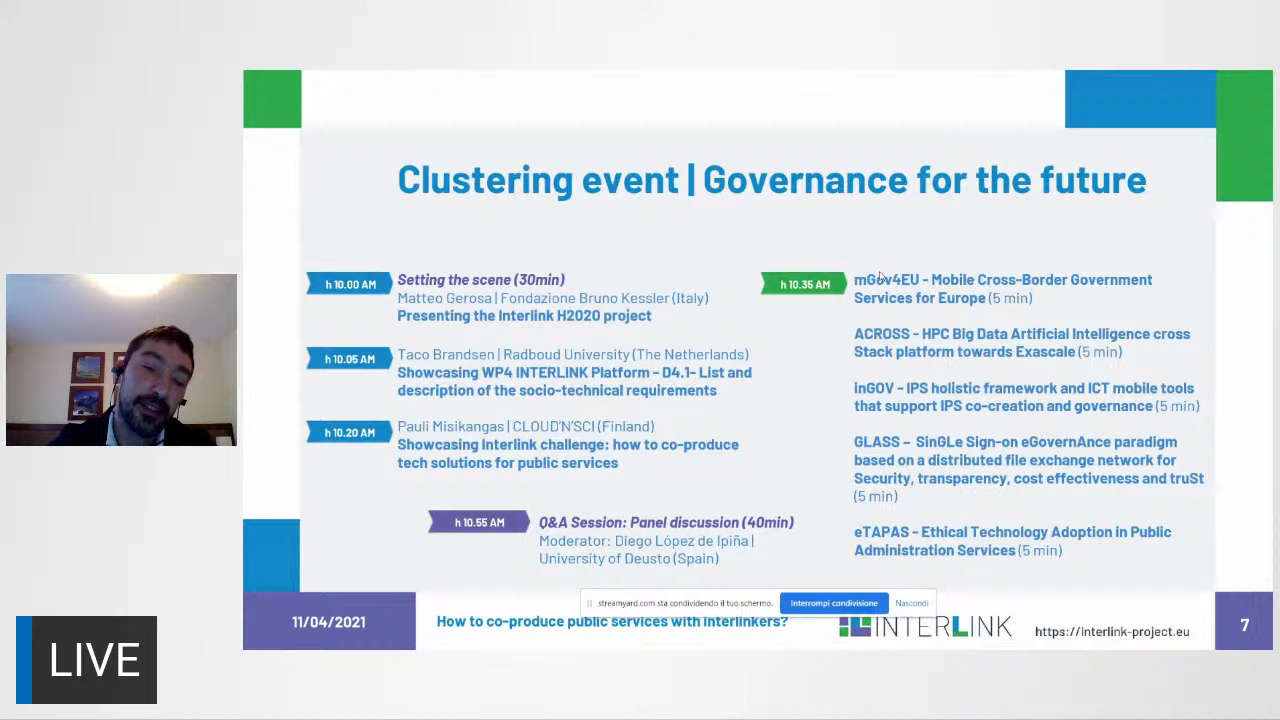 Clustering event | Governance for the future
h 10.00 AM
Setting the scene (30min)
Matteo Gerosa | Fondazione Bruno Kessler (Italy)
Presenting the Interlink H2020 project
h 10.05 AM
Taco Brandsen | Radboud University (The Netherlands)
Showcasing WP4 INTERLINK Platform - D4.1- List and
description of the socio-technical requirements
h 10.20 AM
Pauli Misikangas | CLOUD'N'SCI (Finland)
Showcasing Interlink challenge: how to co-produce
tech solutions for public services
h 10.55 AM
Q&A Session: Panel discussion (40min)
Moderator: Diego López de Ipiña |
University of Deusto (Spain)
h 10.35 AM
mGov4EU - Mobile Cross-Border Government
Services for Europe (5 min)
ACROSS - HPC Big Data Artificial Intelligence cross
Stack platform towards Exascale (5 min)
inGOV - IPS holistic framework and ICT mobile tools
that support IPS co-creation and governance (5 min)
GLASS – SinGLe Sign-on eGovernAnce paradigm
based on a distributed file exchange network for
Security, transparency, cost effectiveness and truSt
(5 min)
eTAPAS - Ethical Technology Adoption in Public
Administration Services (5 min)
streamyard.com sta condividendo il tuo schermo.
Interrompi condivisione
Nascondi
11/04/2021
How to co-produce public services with Interlinkers?
INTERLINK
https://interlink-project.eu
7
LIVE